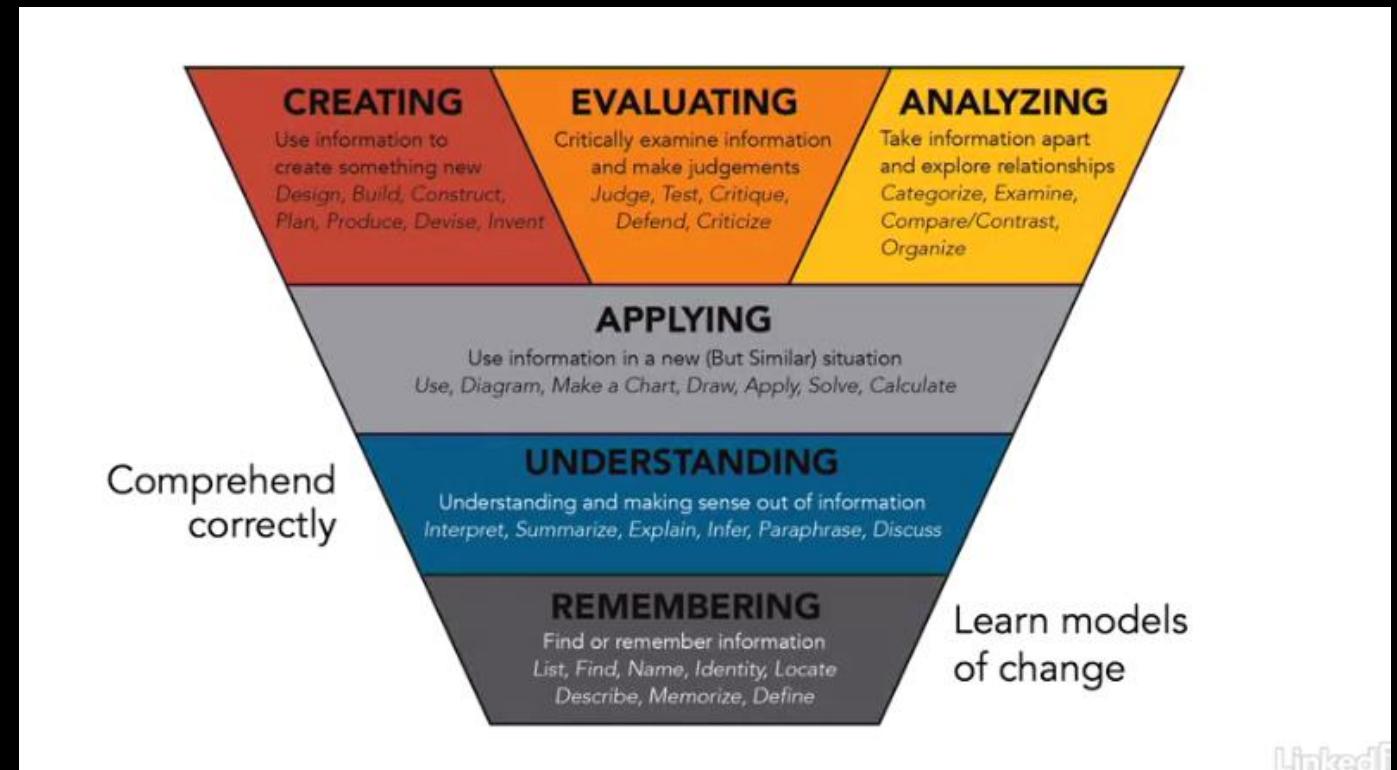 CREATING
Use information to
create something new
Design, Build, Construct,
Plan, Produce, Devise, Invent
EVALUATING
Critically examine information
and make judgements
Judge, Test, Critique,
Defend, Criticize
ANALYZING
Take information apart
and explore relationships
Categorize, Examine,
Compare/Contrast,
Organize
APPLYING
Use information in a new (But Similar) situation
Use, Diagram, Make a Chart, Draw, Apply, Solve, Calculate
Comprehend
correctly
UNDERSTANDING
Understanding and making sense out of information
Interpret, Summarize, Explain, Infer, Paraphrase, Discuss
REMEMBERING
Find or remember information
List, Find, Name, Identity, Locate
Describe, Memorize, Define
Learn models
of change
Linked